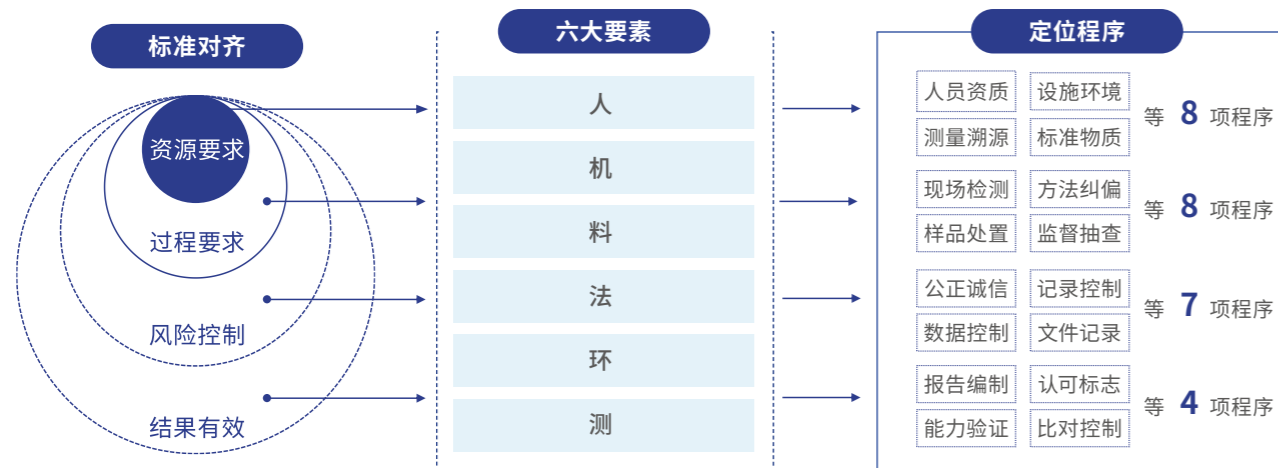 标准对齐
资源要求
过程要求
风险控制
结果有效
六大要素
人
机
料
法
环
测
定位程序
人员资质 设施环境
测量溯源 标准物质
等 8 项程序
现场检测 方法纠偏
样品处置 监督抽查
等 8 项程序
公正诚信 记录控制
数据控制 文件记录
等 7 项程序
报告编制 认可标志
能力验证 比对控制
等 4 项程序